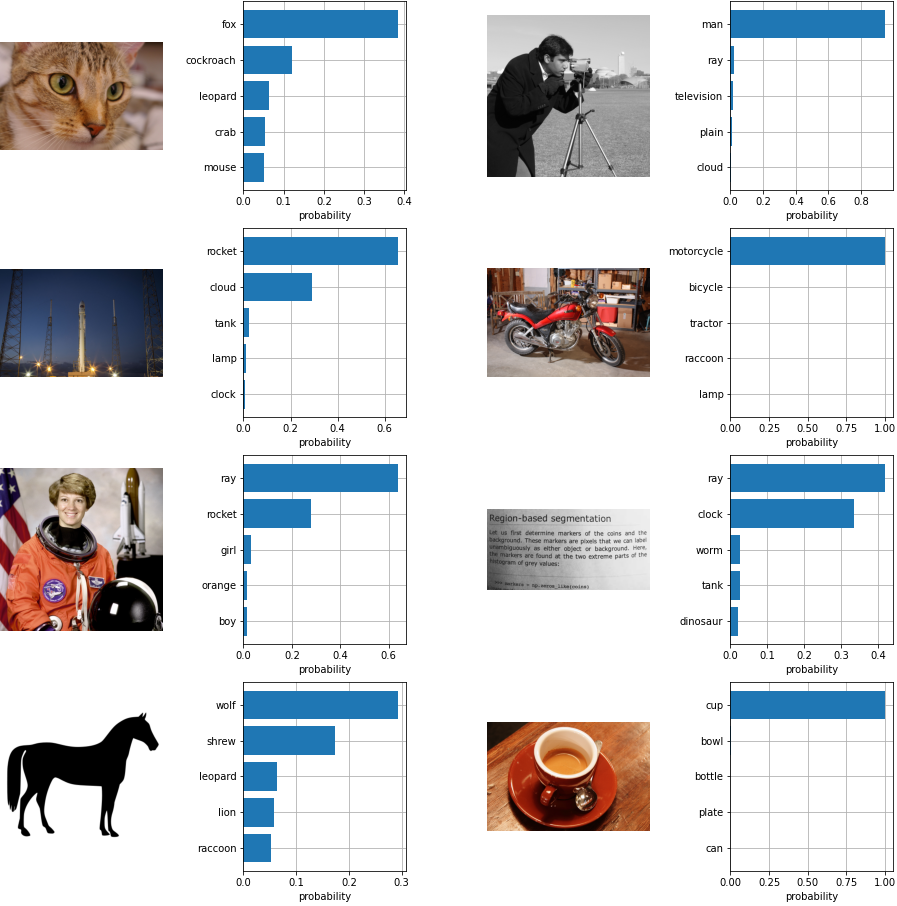 fox
cockroach
leopard
crab
mouse
0.0 0.1 0.2 0.3 0.4
probability
man
ray
television
plain
cloud
0.0 0.2 0.4 0.6 0.8
probability
rocket
cloud
tank
lamp
clock
0.0 0.2 0.4 0.6
probability
motorcycle
bicycle
tractor
raccoon
lamp
0.00 0.25 0.50 0.75 1.00
probability
ray
rocket
girl
orange
boy
0.0 0.2 0.4 0.6
probability
Region-based segmentation
Let us first determine markers of the coins and the
background. These markers are pixels that we can label
unambiguously as either object or background. Here,
the markers are found at the two extreme parts of the
histogram of grey values:
>>> markers = np.zeros_like(coins)
ray
clock
worm
tank
dinosaur
0.0 0.1 0.2 0.3 0.4
probability
wolf
shrew
leopard
lion
raccoon
0.0 0.1 0.2 0.3
probability
cup
bowl
bottle
plate
can
0.00 0.25 0.50 0.75 1.00
probability